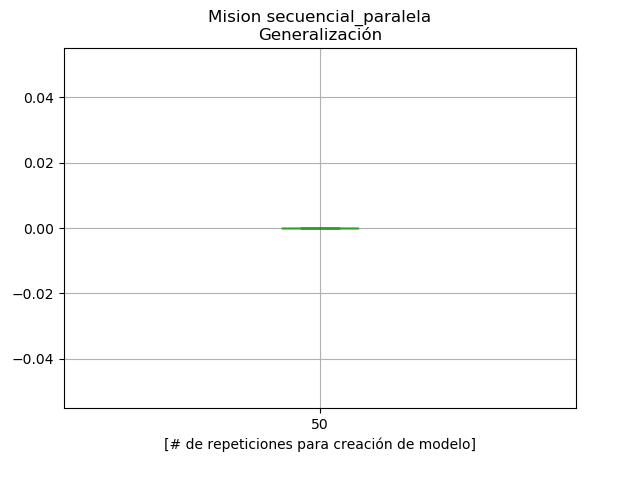 Mision secuencial_paralela
Generalización
0.04
0.02
0.00
−0.02
−0.04
50
[# de repeticiones para creación de modelo]